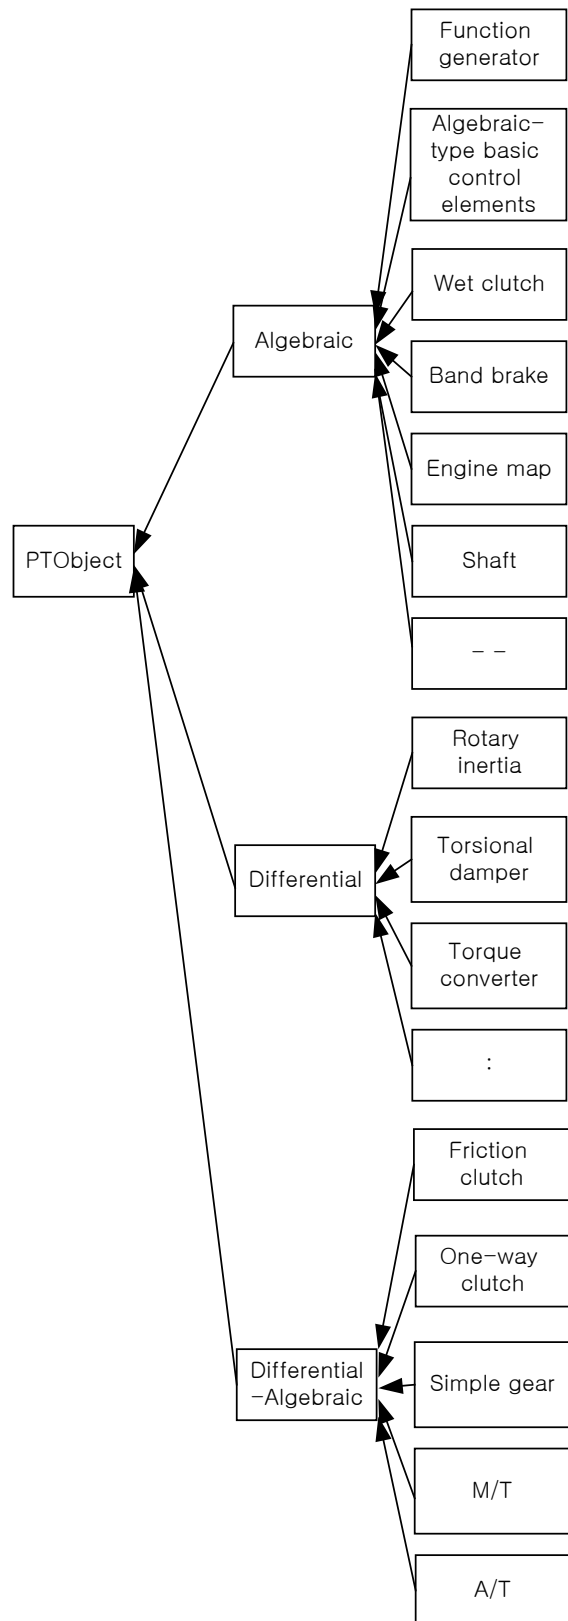 Function
generator
Algebraic-
type basic
control
elements
Wet clutch
Algebraic
Band brake
Engine map
PTObject
Shaft
- -
Rotary
inertia
Torsional
damper
Differential
Torque
converter
:
Friction
clutch
One-way
clutch
Differential
-Algebraic
Simple gear
M/T
A/T